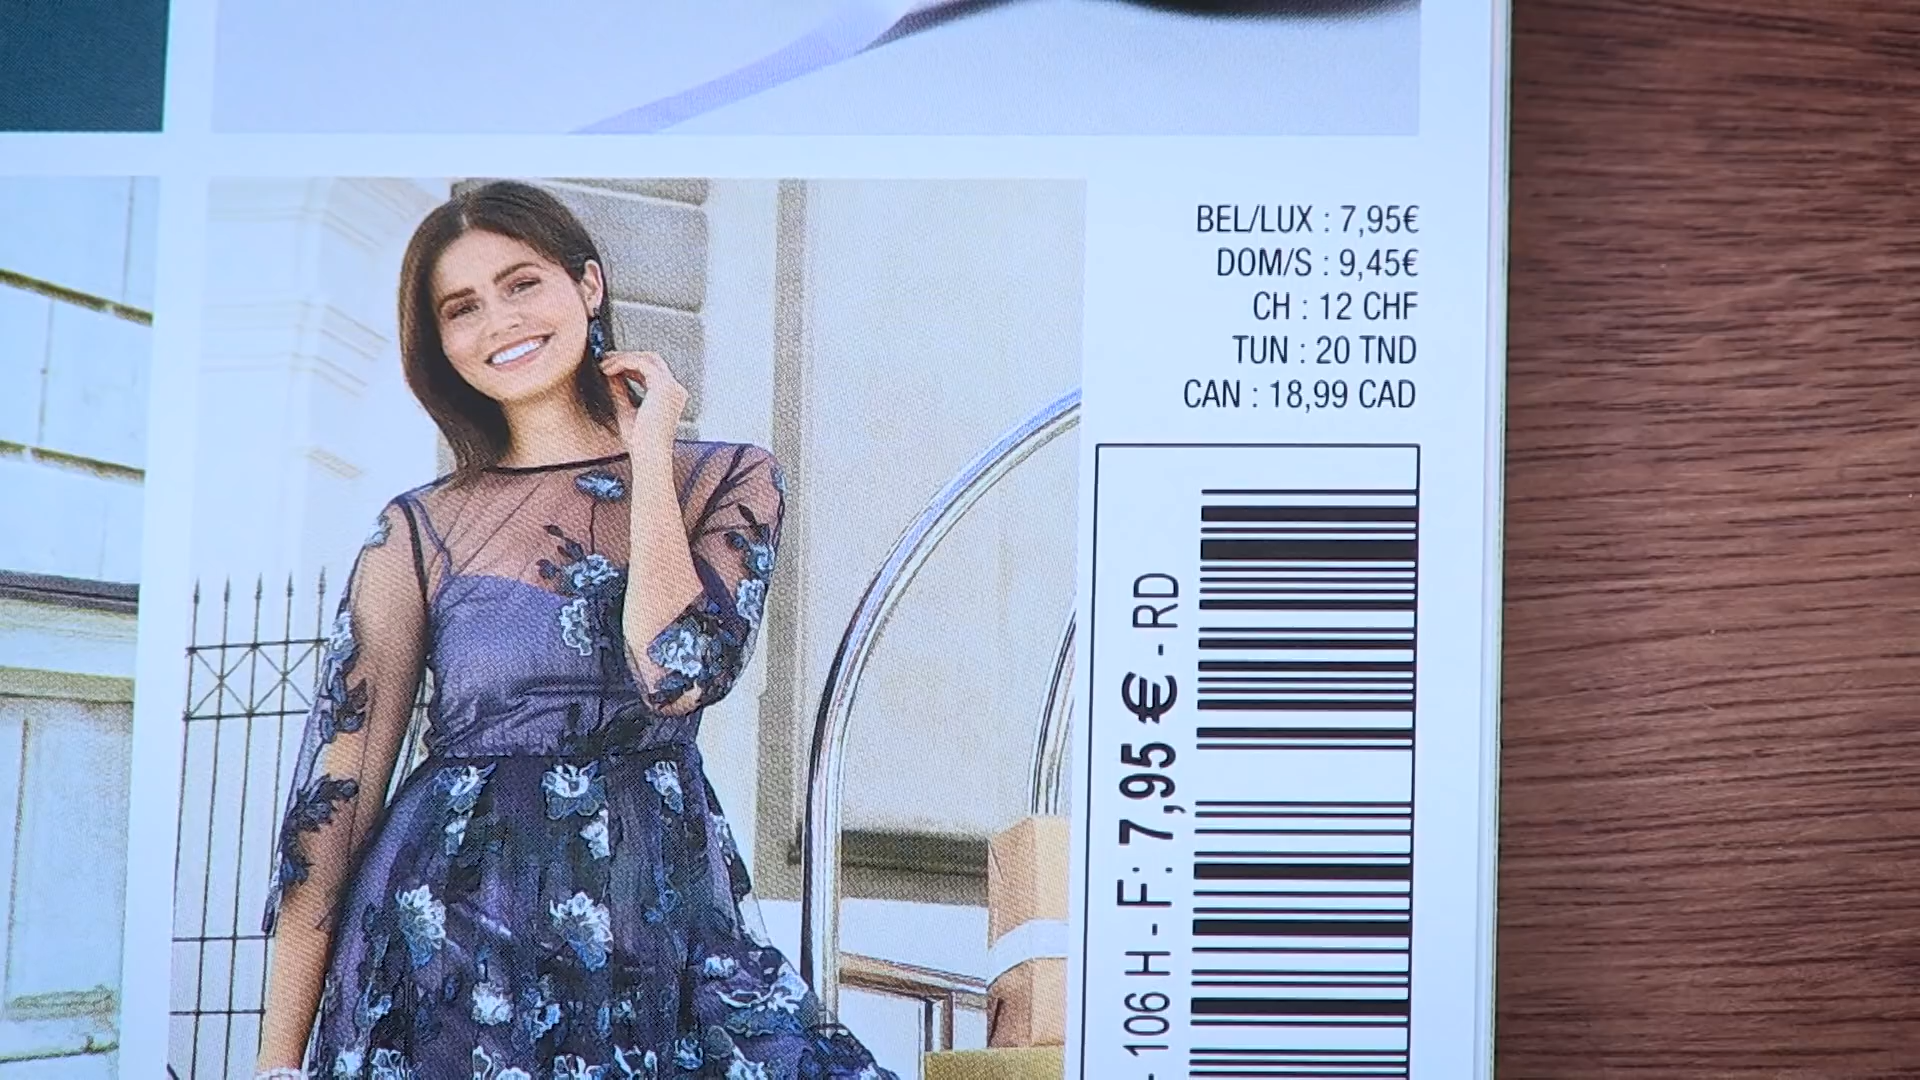 BEL/LUX : 7,95€
DOM/S : 9,45€
CH : 12 CHF
TUN : 20 TND
CAN : 18,99 CAD
- 106 H - F: 7,95 € - RD